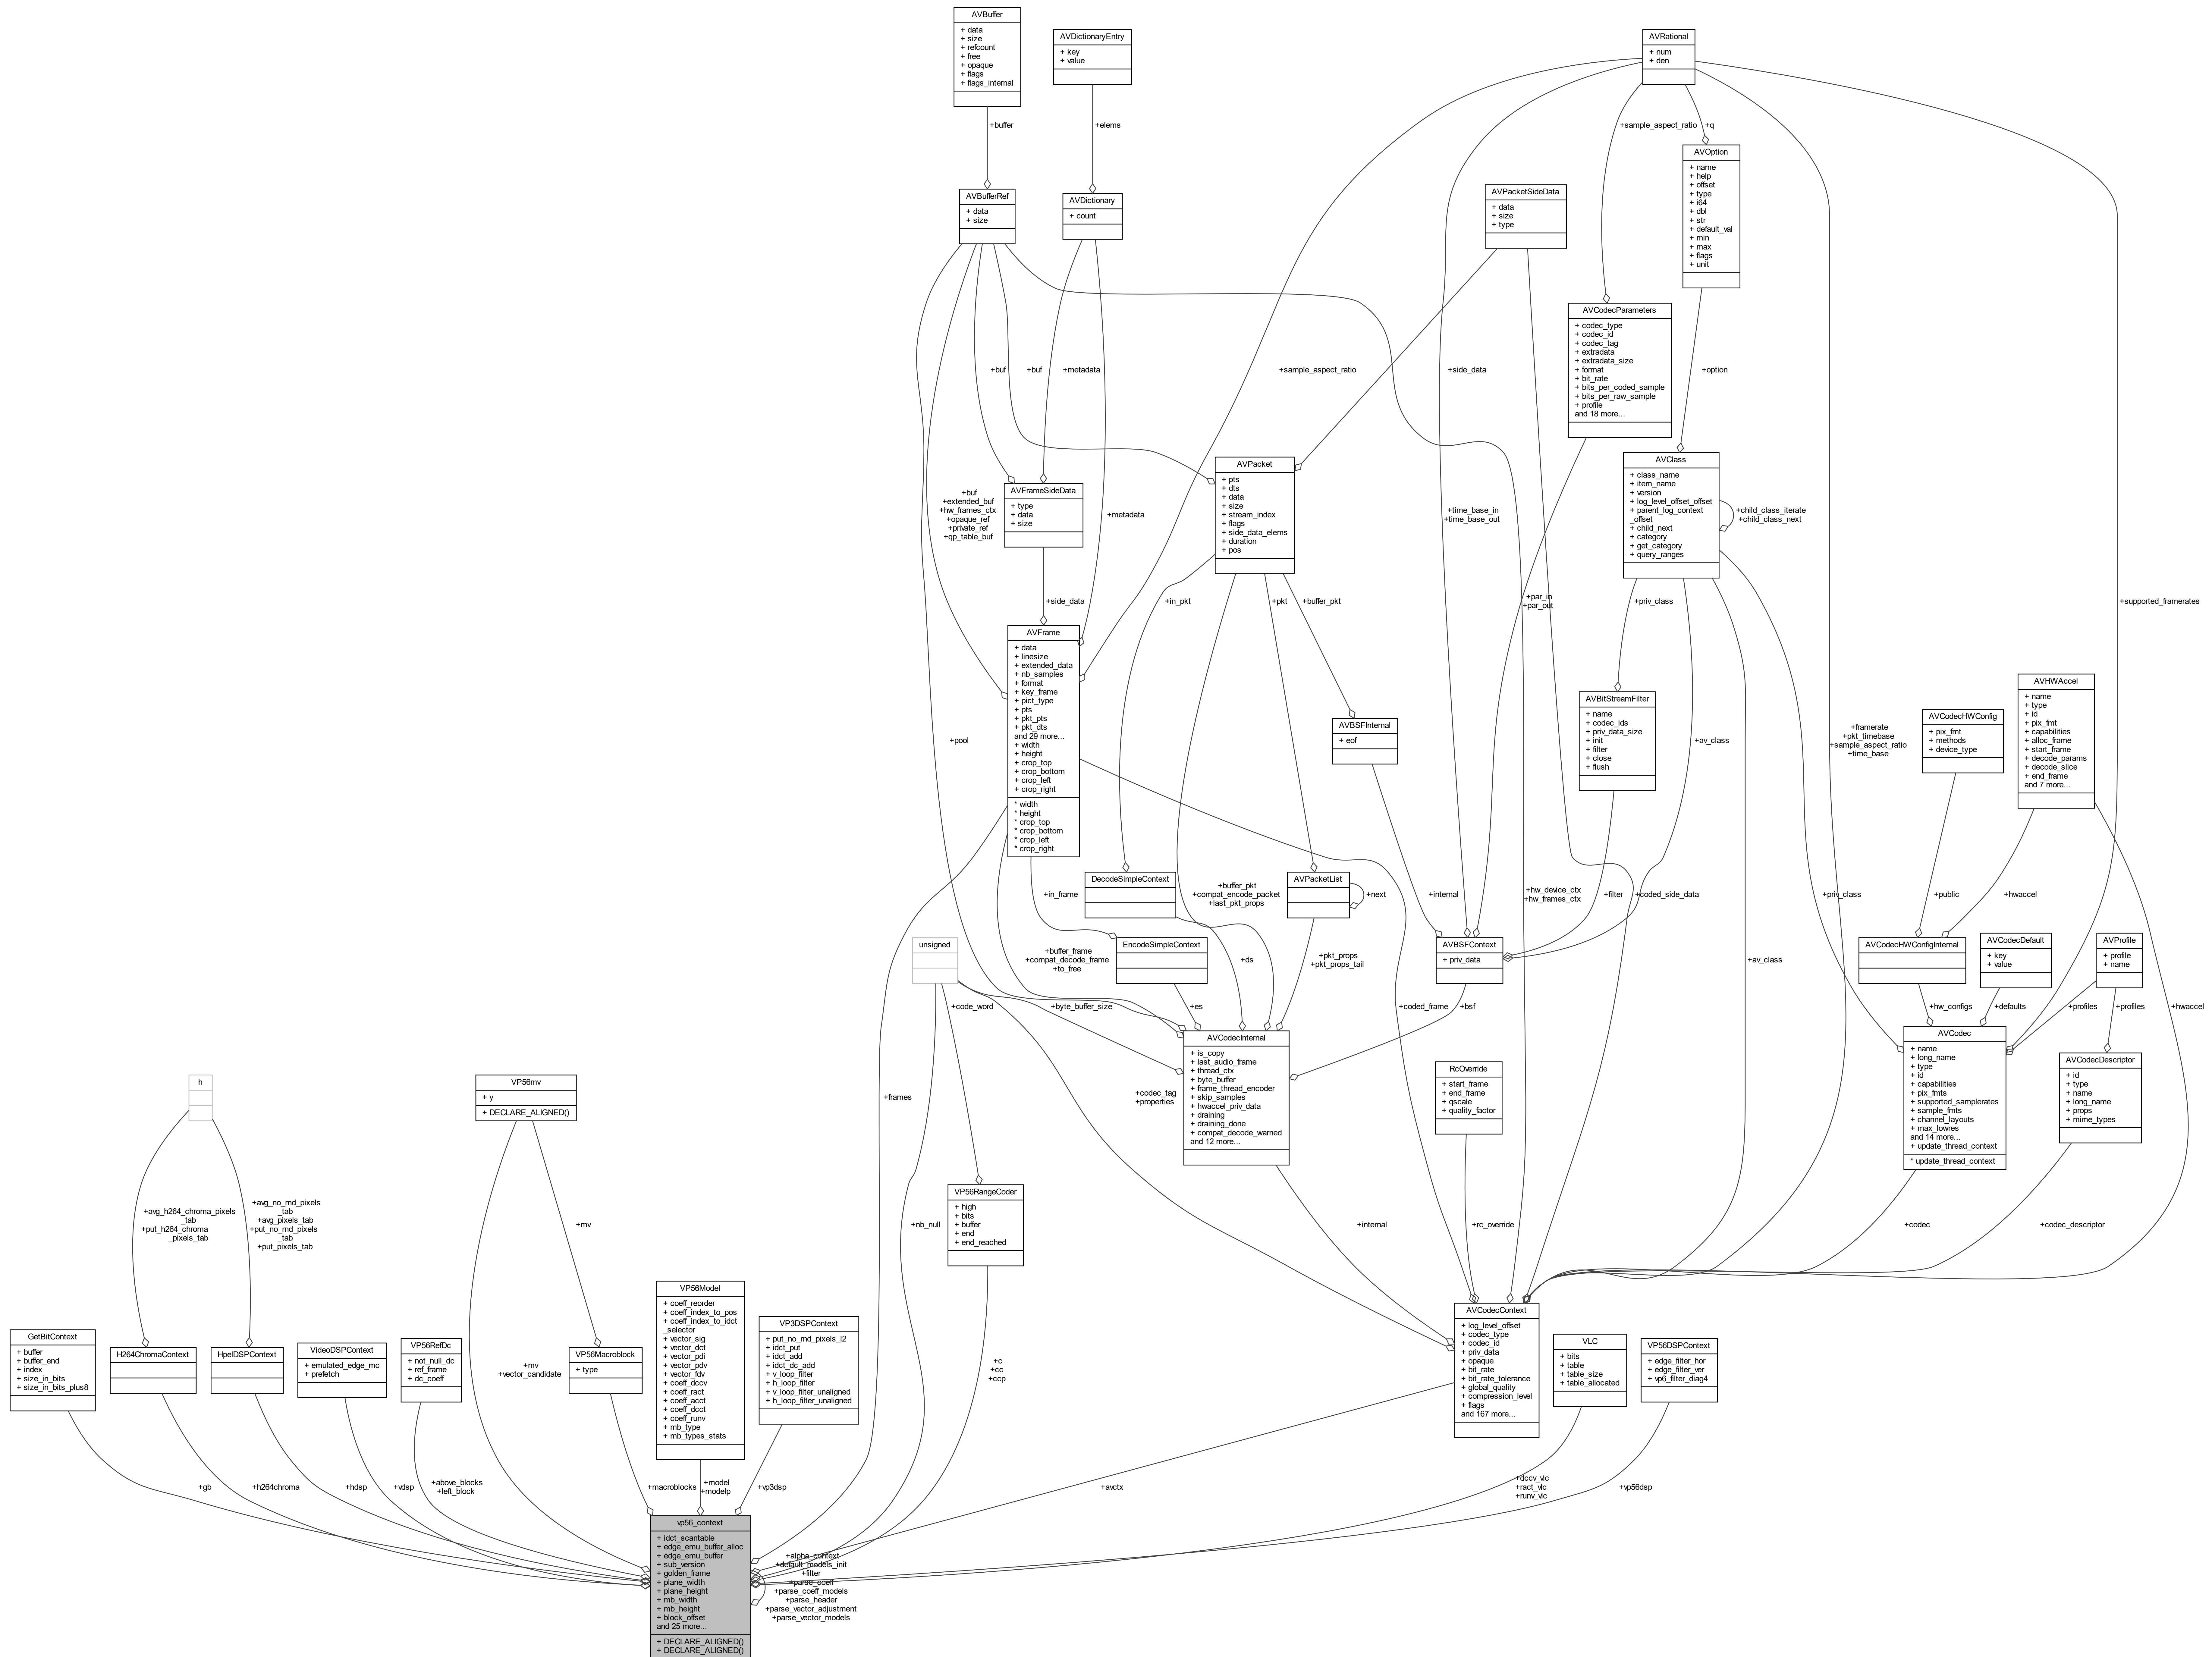 AVBuffer
+ data
+ size
+ refcount
+ free
+ opaque
+ flags
+ flags_internal
AVDictionaryEntry
+ key
+ value
AVRational
+ num
+ den
+buffer
+elems
+sample_aspect_ratio
+q
AVOption
+ name
+ help
+ offset
+ type
+ i64
+ dbl
+ str
+ default_val
+ min
+ max
+ flags
+ unit
AVBufferRef
+ data
+ size
AVDictionary
+ count
AVPacketSideData
+ data
+ size
+ type
AVCodecParameters
+ codec_type
+ codec_id
+ codec_tag
+ extradata
+ extradata_size
+ format
+ bit_rate
+ bits_per_coded_sample
+ bits_per_raw_sample
+ profile
and 18 more...
+buf
+buf
+metadata
+sample_aspect_ratio
+side_data
+option
AVClass
+ class_name
+ item_name
+ version
+ log_level_offset_offset
+ parent_log_context
_offset
+ child_next
+ category
+ get_category
+ query_ranges
+child_class_iterate
+child_class_next
AVPacket
+ pts
+ dts
+ data
+ size
+ stream_index
+ flags
+ side_data_elems
+ duration
+ pos
+buf
+extended_buf
+hw_frames_ctx
+opaque_ref
+private_ref
+qp_table_buf
AVFrameSideData
+ type
+ data
+ size
+metadata
+time_base_in
+time_base_out
+side_data
+in_pkt
+pkt
+buffer_pkt
+par_in
+par_out
+priv_class
+supported_framerates
AVFrame
+ data
+ linesize
+ extended_data
+ nb_samples
+ format
+ key_frame
+ pict_type
+ pts
+ pkt_pts
+ pkt_dts
and 29 more...
+ width
+ height
+ crop_top
+ crop_bottom
+ crop_left
+ crop_right
* width
* height
* crop_top
* crop_bottom
* crop_left
* crop_right
AVBSFInternal
+ eof
AVBitStreamFilter
+ name
+ codec_ids
+ priv_data_size
+ init
+ filter
+ close
+ flush
AVHWAccel
+ name
+ type
+ id
+ pix_fmt
+ capabilities
+ alloc_frame
+ start_frame
+ decode_params
+ decode_slice
+ end_frame
and 7 more...
AVCodecHWConfig
+ pix_fmt
+ methods
+ device_type
+pool
+av_class
+framerate
+pkt_timebase
+sample_aspect_ratio
+time_base
DecodeSimpleContext
AVPacketList
+in_frame
+buffer_pkt
+compat_encode_packet
+last_pkt_props
+next
+internal
+hw_device_ctx
+hw_frames_ctx
+filter
+coded_side_data
+priv_class
+public
+hwaccel
unsigned
EncodeSimpleContext
AVBSFContext
+ priv_data
AVCodecHWConfigInternal
AVCodecDefault
+ key
+ value
AVProfile
+ profile
+ name
+buffer_frame
+compat_decode_frame
+to_free
+ds
+pkt_props
+pkt_props_tail
+av_class
+code_word
+byte_buffer_size
+es
+coded_frame
+bsf
+hw_configs
+defaults
+profiles
+profiles
+hwaccel
AVCodecInternal
+ is_copy
+ last_audio_frame
+ thread_ctx
+ byte_buffer
+ frame_thread_encoder
+ skip_samples
+ hwaccel_priv_data
+ draining
+ draining_done
+ compat_decode_warned
and 12 more...
AVCodec
+ name
+ long_name
+ type
+ id
+ capabilities
+ pix_fmts
+ supported_samplerates
+ sample_fmts
+ channel_layouts
+ max_lowres
and 14 more...
+ update_thread_context
* update_thread_context
AVCodecDescriptor
+ id
+ type
+ name
+ long_name
+ props
+ mime_types
RcOverride
+ start_frame
+ end_frame
+ qscale
+ quality_factor
h
VP56mv
+ y
+ DECLARE_ALIGNED()
+frames
+codec_tag
+properties
VP56RangeCoder
+ high
+ bits
+ buffer
+ end
+ end_reached
+avg_h264_chroma_pixels
_tab
+put_h264_chroma
_pixels_tab
+avg_no_rnd_pixels
_tab
+avg_pixels_tab
+put_no_rnd_pixels
_tab
+put_pixels_tab
+mv
+nb_null
+internal
+rc_override
+codec
+codec_descriptor
VP56Model
+ coeff_reorder
+ coeff_index_to_pos
+ coeff_index_to_idct
_selector
+ vector_sig
+ vector_dct
+ vector_pdi
+ vector_pdv
+ vector_fdv
+ coeff_dccv
+ coeff_ract
+ coeff_acct
+ coeff_dcct
+ coeff_runv
+ mb_type
+ mb_types_stats
VP3DSPContext
+ put_no_rnd_pixels_l2
+ idct_put
+ idct_add
+ idct_dc_add
+ v_loop_filter
+ h_loop_filter
+ v_loop_filter_unaligned
+ h_loop_filter_unaligned
AVCodecContext
+ log_level_offset
+ codec_type
+ codec_id
+ priv_data
+ opaque
+ bit_rate
+ bit_rate_tolerance
+ global_quality
+ compression_level
+ flags
and 167 more...
GetBitContext
+ buffer
+ buffer_end
+ index
+ size_in_bits
+ size_in_bits_plus8
H264ChromaContext
HpelDSPContext
VideoDSPContext
+ emulated_edge_mc
+ prefetch
VP56RefDc
+ not_null_dc
+ ref_frame
+ dc_coeff
+mv
+vector_candidate
VP56Macroblock
+ type
+c
+cc
+ccp
VLC
+ bits
+ table
+ table_size
+ table_allocated
VP56DSPContext
+ edge_filter_hor
+ edge_filter_ver
+ vp6_filter_diag4
+gb
+h264chroma
+hdsp
+vdsp
+above_blocks
+left_block
+macroblocks
+model
+modelp
+vp3dsp
+avctx
+dccv_vlc
+ract_vlc
+runv_vlc
+vp56dsp
vp56_context
+ idct_scantable
+ edge_emu_buffer_alloc
+ edge_emu_buffer
+ sub_version
+ golden_frame
+ plane_width
+ plane_height
+ mb_width
+ mb_height
+ block_offset
and 25 more...
+ DECLARE_ALIGNED()
+ DECLARE_ALIGNED()
+alpha_context
+default_models_init
+filter
+parse_coeff
+parse_coeff_models
+parse_header
+parse_vector_adjustment
+parse_vector_models